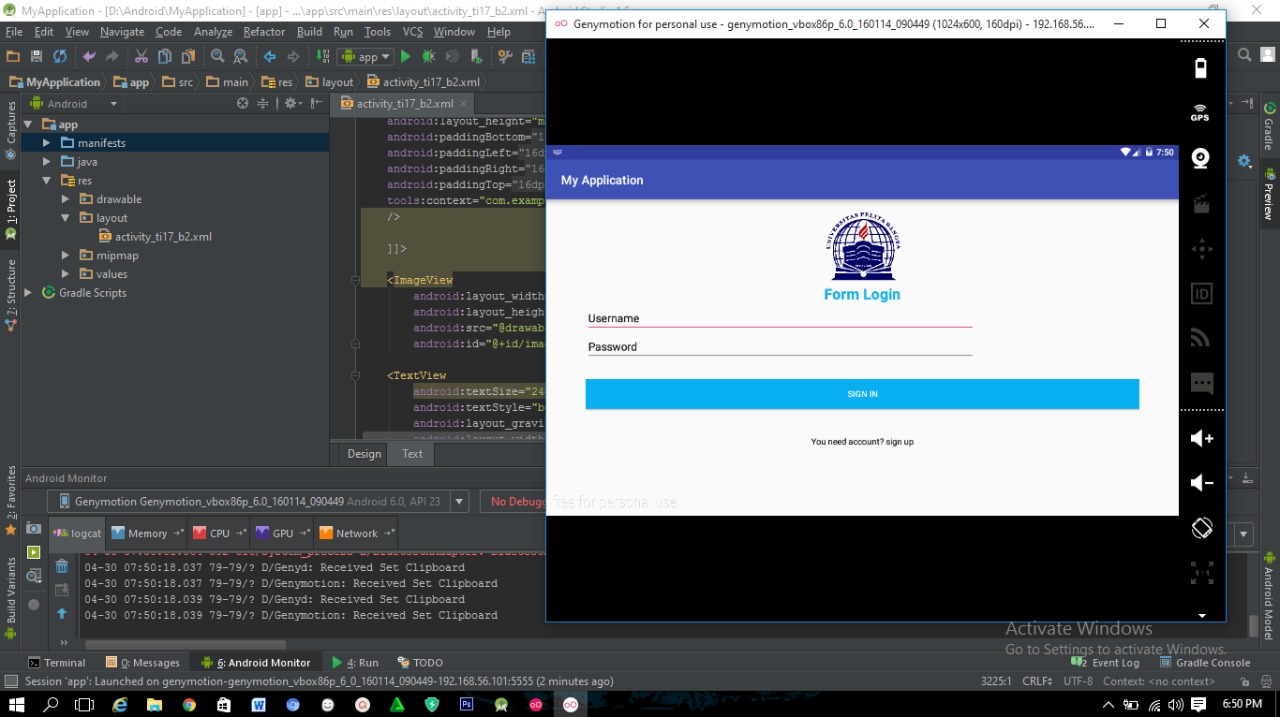 MyApplication - [D:\Android\MyApplication] - [app] - ...\app\src\main\res\layout\activity_ti17_b2.xml - Android Studio
File Edit View Navigate Code Analyze Refactor Build Run Tools VCS Window Help
app
MyApplication app src main res layout activity_ti17_b2.xml
Android
activity_ti17_b2.xml
app
manifests
java
res
drawable
layout
activity_ti17_b2.xml
mipmap
values
Gradle Scripts
Captures
1: Project
7: Structure
2: Favorites
Build Variants
android:layout_height="m
android:paddingBottom="1
android:paddingLeft="16d
android:paddingRight="16
android:paddingTop="16dp
tools:context="com.examp
/>
]]>
<ImageView
android:layout_width
android:layout_heigh
android:src="@drawab
android:id="@+id/ima
<TextView
android:textSize="24
android:textStyle="b
android:layout_gravi
android:layout_width
Design Text
Genymotion for personal use - genymotion_vbox86p_6.0_160114_090449 (1024x600, 160dpi) - 192.168.56....
7:50
My Application
UNIVERSITAS PELITA BANGSA
Form Login
Username
Password
SIGN IN
You need account? sign up
free for personal use
GPS
ID
1:1
Gradle
Preview
Android Model
Android Monitor
Genymotion Genymotion_vbox86p_6.0_160114_090449 Android 6.0, API 23
No Debugg
logcat Memory CPU GPU Network
04-30 07:50:18.037 79-79/? D/Genyd: Received Set Clipboard
04-30 07:50:18.037 79-79/? D/Genymotion: Received Set Clipboard
04-30 07:50:18.039 79-79/? D/Genyd: Received Set Clipboard
04-30 07:50:18.039 79-79/? D/Genymotion: Received Set Clipboard
Activate Windows
Go to Settings to activate Windows.
Terminal 0: Messages 6: Android Monitor 4: Run TODO
2 Event Log Gradle Console
Session 'app': Launched on genymotion-genymotion_vbox86p_6_0_160114_090449-192.168.56.101:5555 (2 minutes ago)
3225:1 CRLF UTF-8 Context: <no context>
6:50 PM